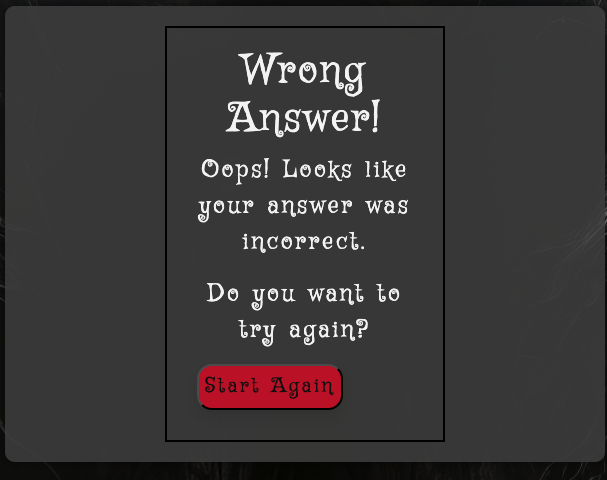 Wrong
Answer!
Oops! Looks like
your answer was
incorrect.
Do you want to
try again?
Start Again